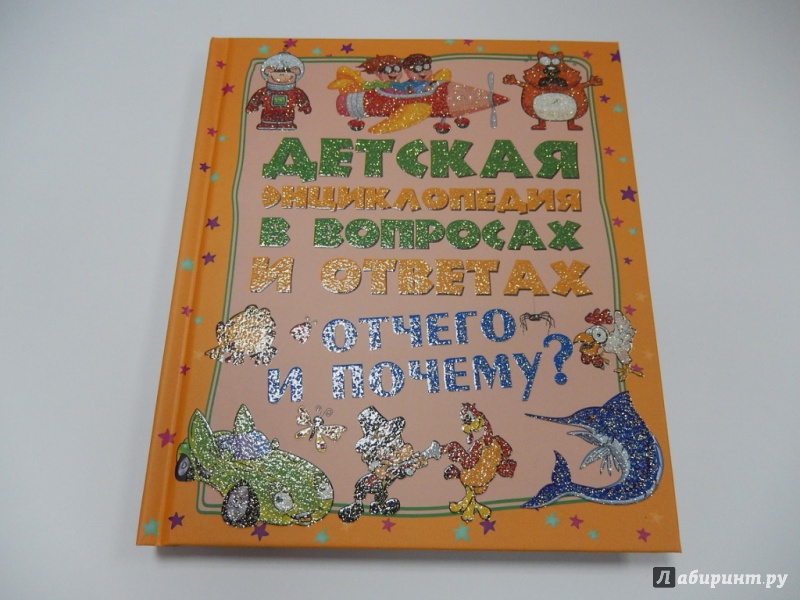 ДЕТСКАЯ
ЭНЦИКЛОПЕДИЯ
В ВОПРОСАХ
И ОТВЕТАХ
ОТЧЕГО
И ПОЧЕМУ?
Лабиринт.ру